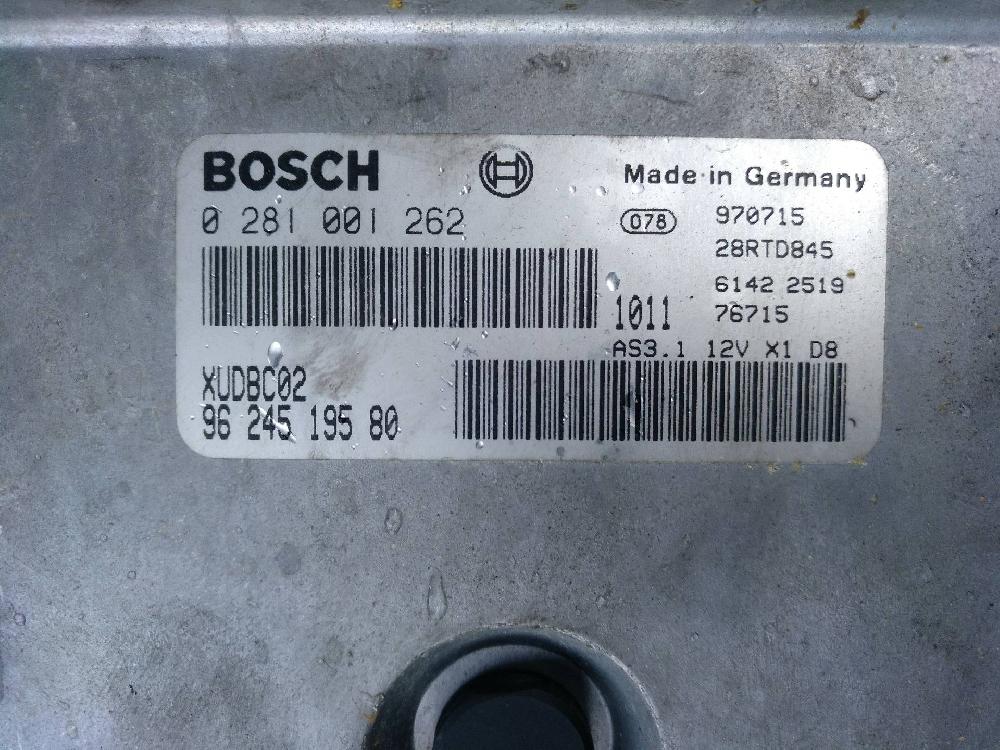 BOSCH
Made in Germany
0 281 001 262
078
970715
28RTD845
6142 2519
1011
76715
AS3.1 12V X1 D8
XUDBC02
96 245 195 80